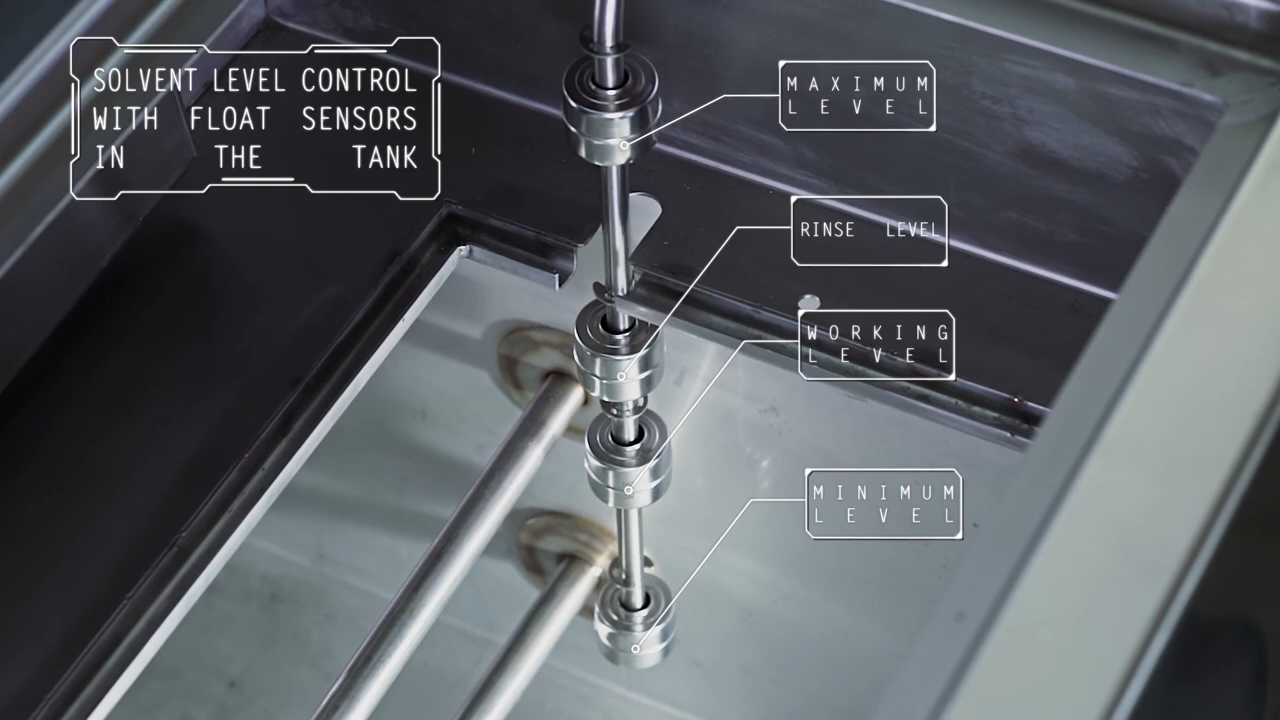 SOLVENT LEVEL CONTROL
WITH FLOAT SENSORS
IN THE TANK
MAXIMUM
LEVEL
RINSE LEVEL
WORKING
LEVEL
MINIMUM
LEVEL